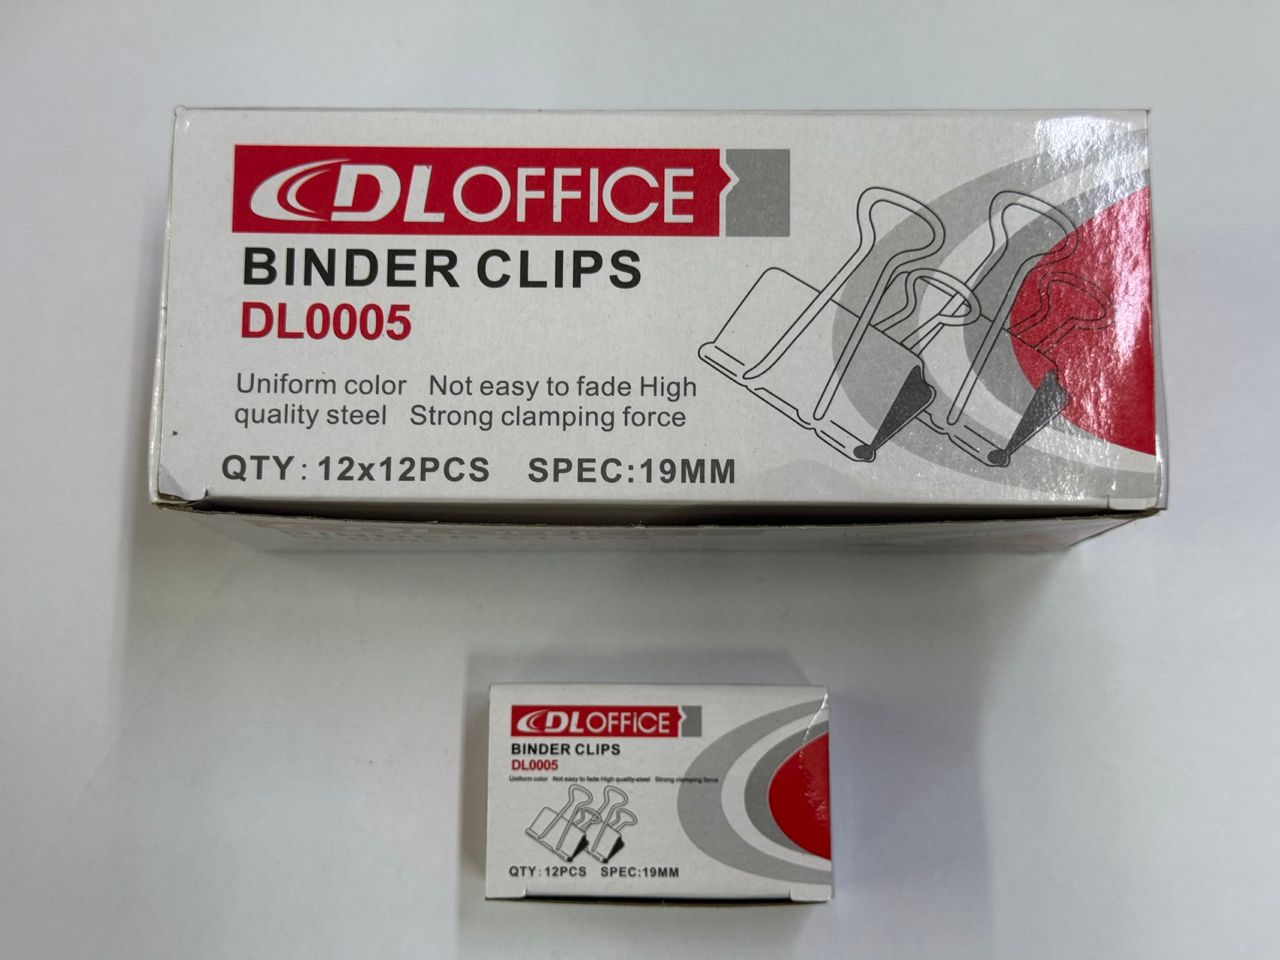 DLOFFICE
BINDER CLIPS
DL0005
Uniform color Not easy to fade High
quality steel Strong clamping force
QTY: 12x12PCS SPEC:19MM
DLOFFiCE
BINDER CLIPS
DL0005
Uniform color Not easy to fade High quality steel Strong clamping force
QTY: 12PCS SPEC:19MM